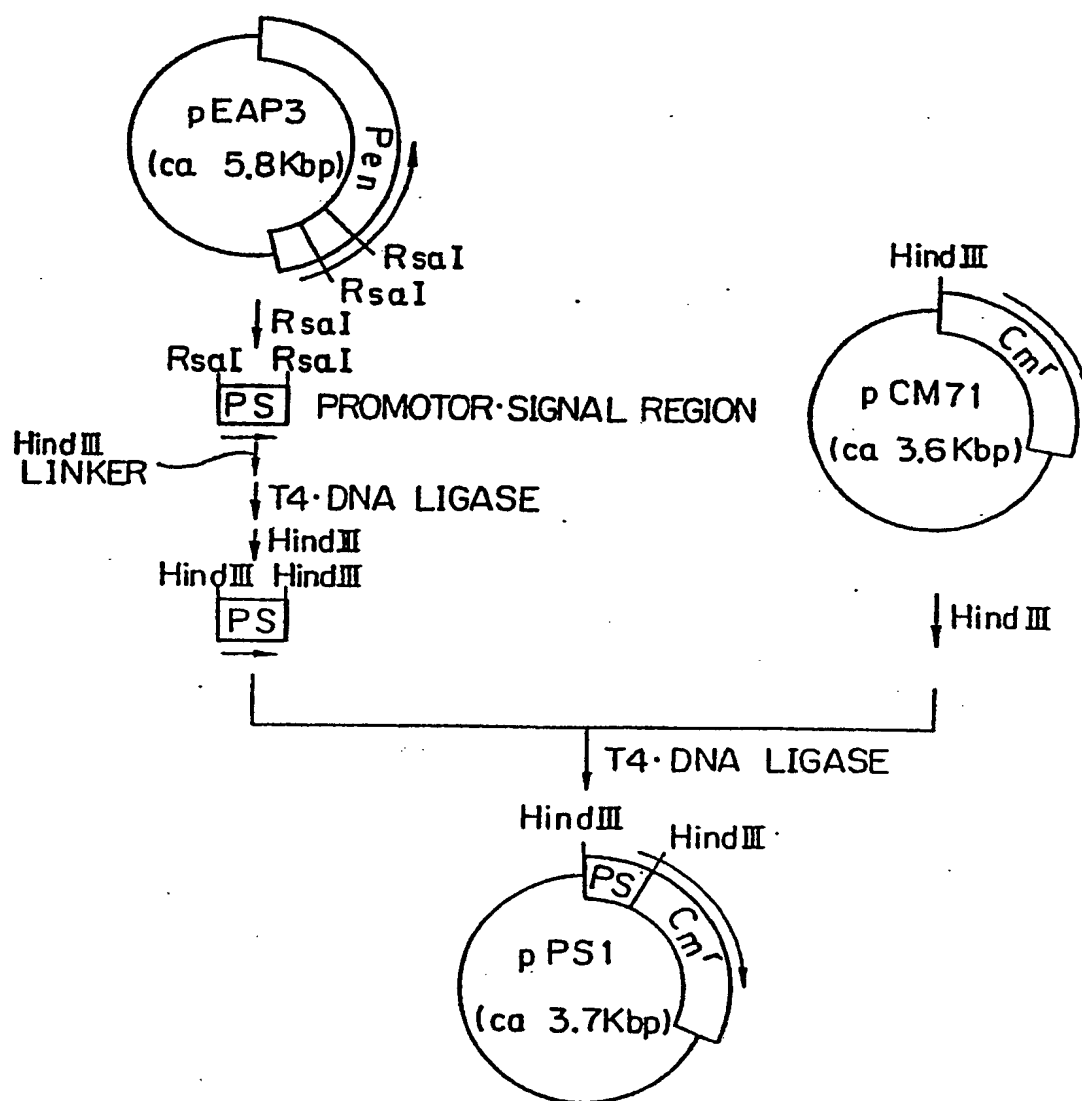 pEAP3
(ca 5.8Kbp)
Pen
RsaI
RsaI
RsaI
RsaI RsaI
PS PROMOTOR·SIGNAL REGION
HindIII
LINKER
T4·DNA LIGASE
HindIII
HindIII HindIII
PS
HindIII
Cmr
pCM71
(ca 3.6Kbp)
HindIII
T4·DNA LIGASE
HindIII HindIII
PS
Cmr
pPS1
(ca 3.7Kbp)